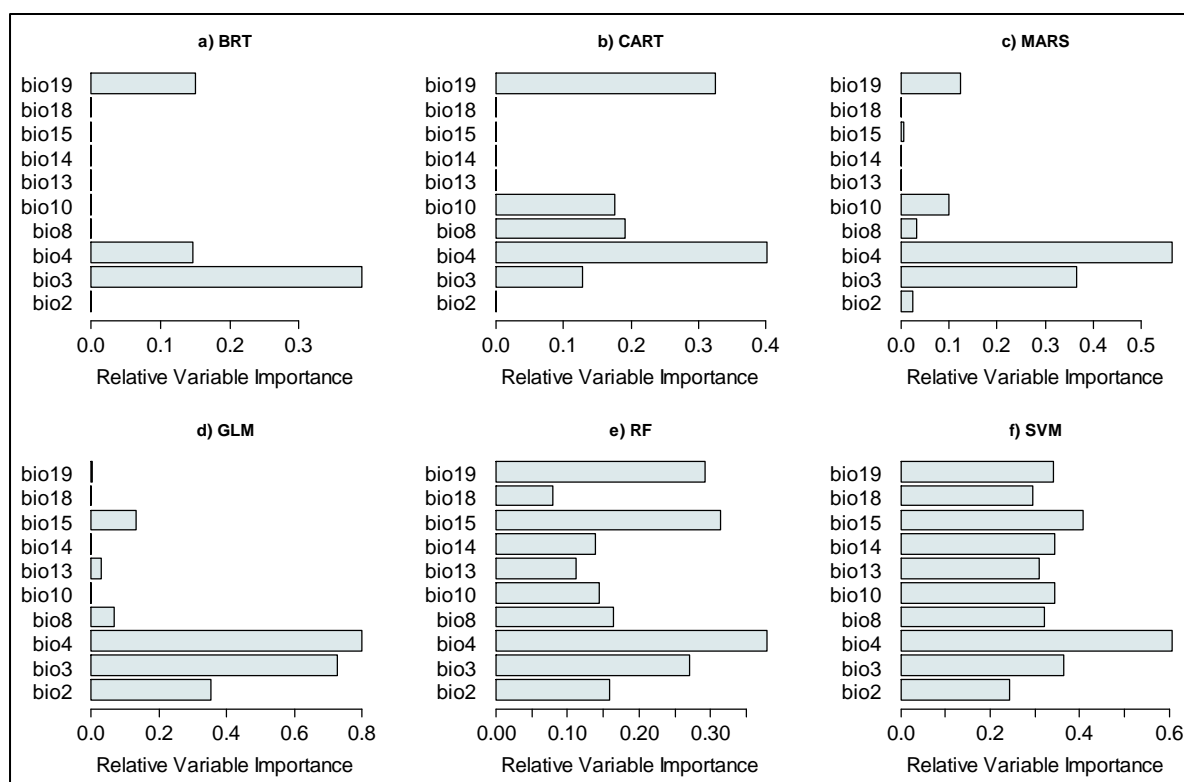 a) BRT
bio19
bio18
bio15
bio14
bio13
bio10
bio8
bio4
bio3
bio2
0.0 0.1 0.2 0.3
Relative Variable Importance
b) CART
bio19
bio18
bio15
bio14
bio13
bio10
bio8
bio4
bio3
bio2
0.0 0.1 0.2 0.3 0.4
Relative Variable Importance
c) MARS
bio19
bio18
bio15
bio14
bio13
bio10
bio8
bio4
bio3
bio2
0.0 0.1 0.2 0.3 0.4 0.5
Relative Variable Importance
d) GLM
bio19
bio18
bio15
bio14
bio13
bio10
bio8
bio4
bio3
bio2
0.0 0.2 0.4 0.6 0.8
Relative Variable Importance
e) RF
bio19
bio18
bio15
bio14
bio13
bio10
bio8
bio4
bio3
bio2
0.00 0.10 0.20 0.30
Relative Variable Importance
f) SVM
bio19
bio18
bio15
bio14
bio13
bio10
bio8
bio4
bio3
bio2
0.0 0.2 0.4 0.6
Relative Variable Importance